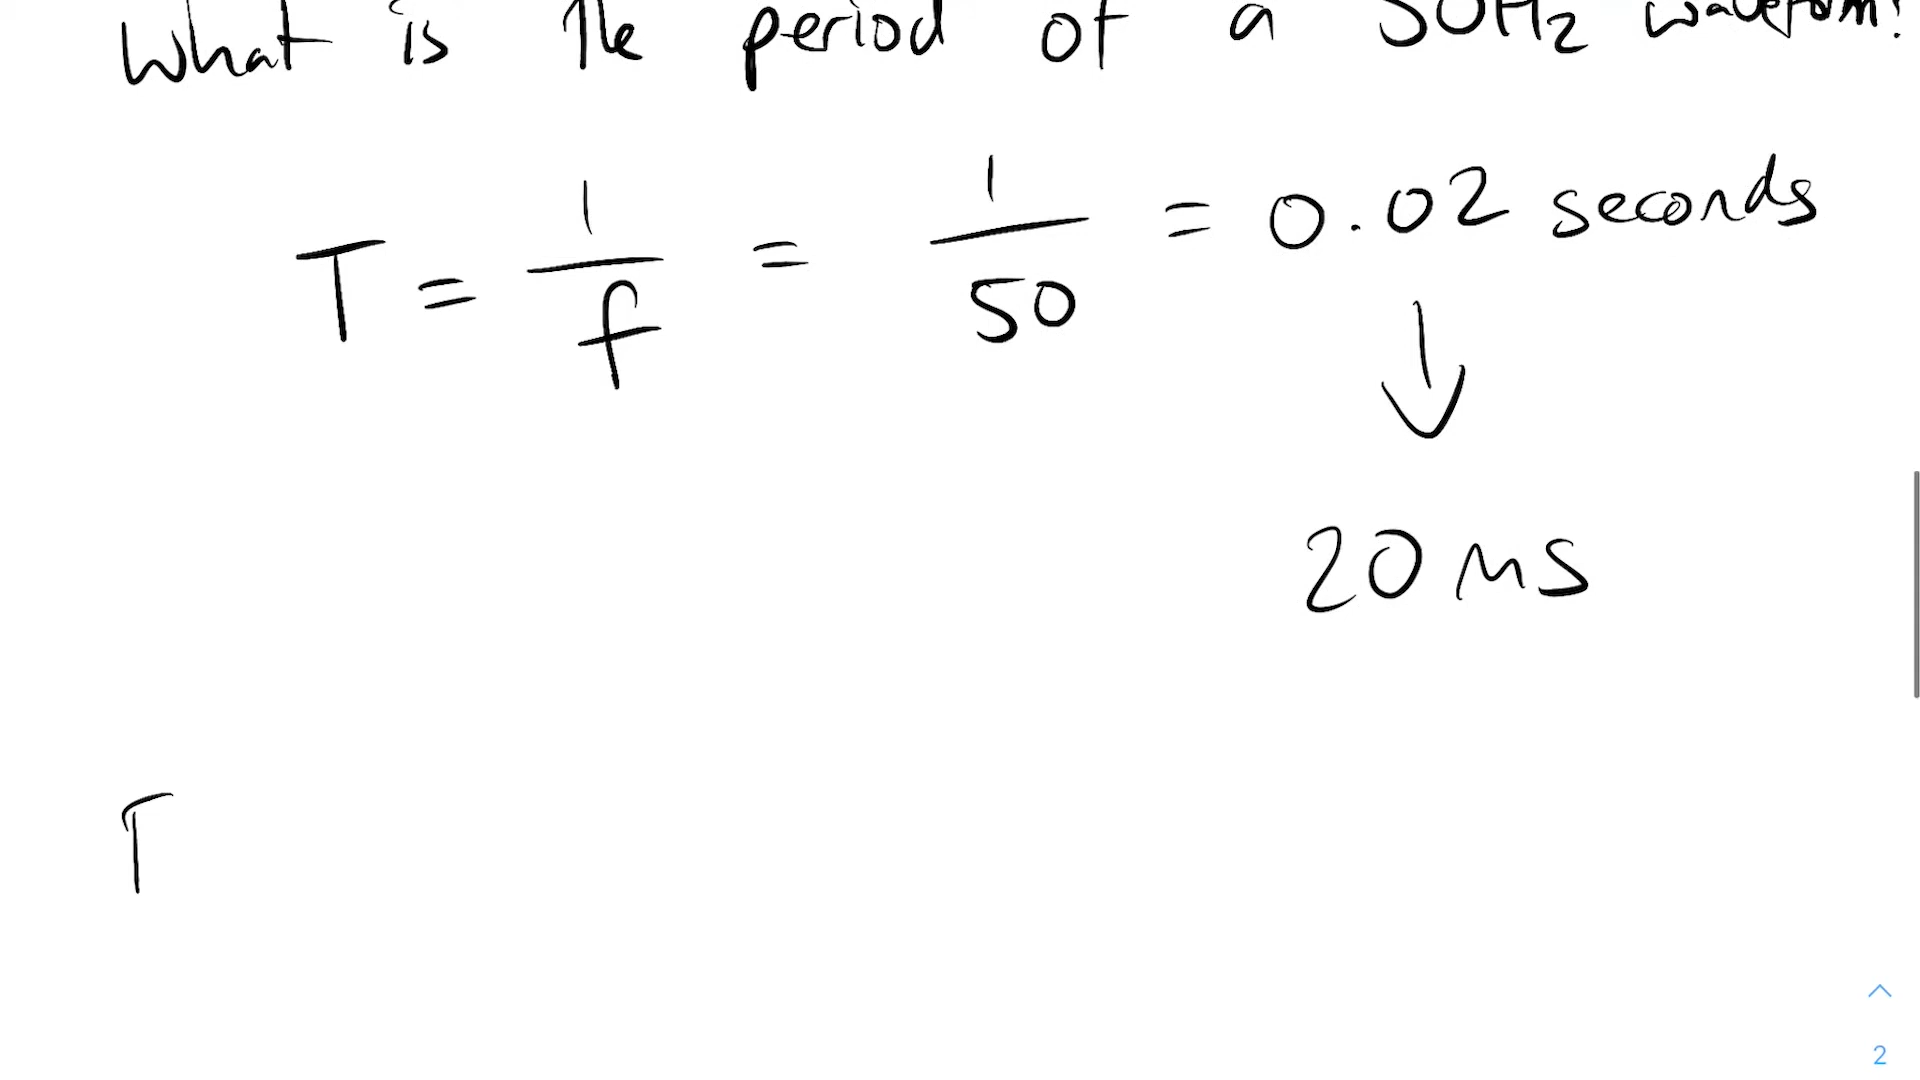 What is the period of a 50Hz waveform?
T = 1/f = 1/50 = 0.02 seconds
↓
20 ms
T
2